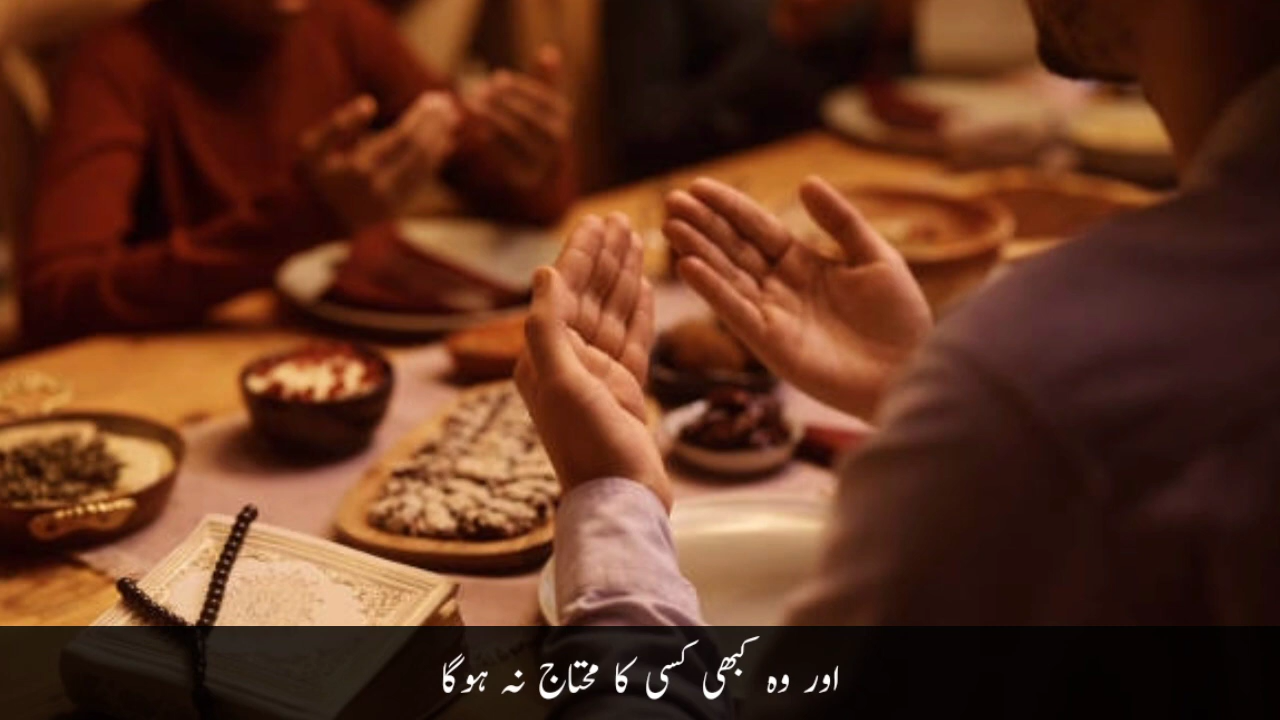 اور وہ کبھی کسی کا محتاج نہ ہوگا